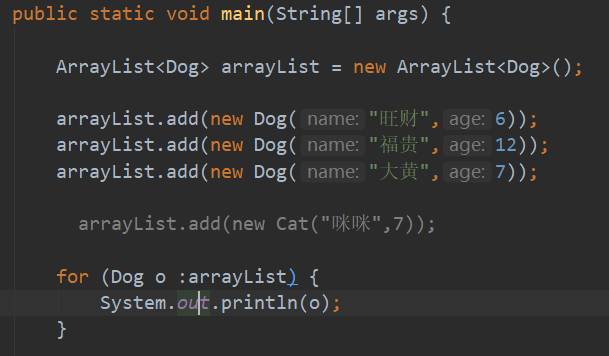 public static void main(String[] args) {
ArrayList<Dog> arrayList = new ArrayList<Dog>();
arrayList.add(new Dog( name: "旺财", age: 6));
arrayList.add(new Dog( name: "福贵", age: 12));
arrayList.add(new Dog( name: "大黄", age: 7));
arrayList.add(new Cat("咪咪",7));
for (Dog o :arrayList) {
System.out.println(o);
}